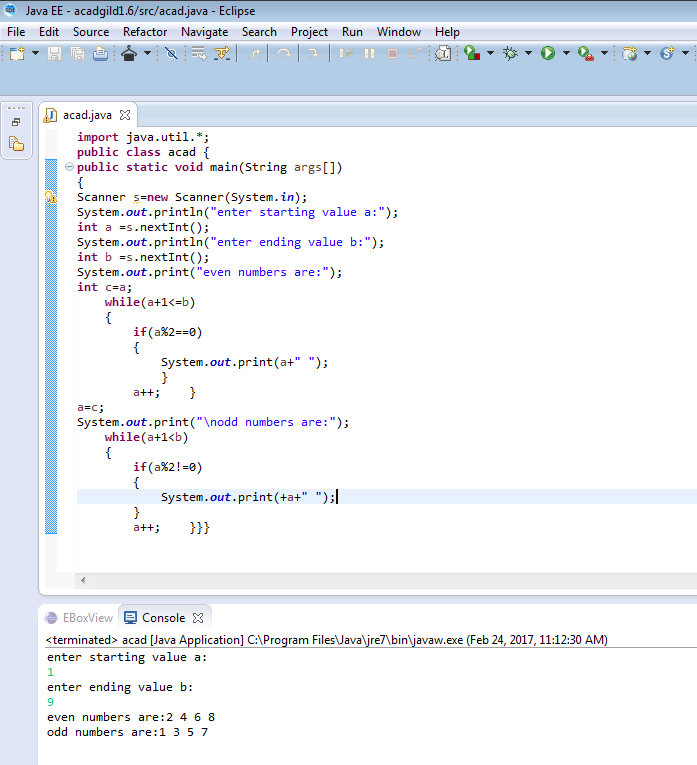 Java EE - acadgild1.6/src/acad.java - Eclipse
File Edit Source Refactor Navigate Search Project Run Window Help
acad.java
import java.util.*;
public class acad {
public static void main(String args[])
{
Scanner s=new Scanner(System.in);
System.out.println("enter starting value a:");
int a =s.nextInt();
System.out.println("enter ending value b:");
int b =s.nextInt();
System.out.print("even numbers are:");
int c=a;
while(a+1<=b)
{
if(a%2==0)
{
System.out.print(a+" ");
}
a++; }
a=c;
System.out.print("\nodd numbers are:");
while(a+1<b)
{
if(a%2!=0)
{
System.out.print(+a+" ");
}
a++; }}}
EBoxView Console
<terminated> acad [Java Application] C:\Program Files\Java\jre7\bin\javaw.exe (Feb 24, 2017, 11:12:30 AM)
enter starting value a:
1
enter ending value b:
9
even numbers are:2 4 6 8
odd numbers are:1 3 5 7